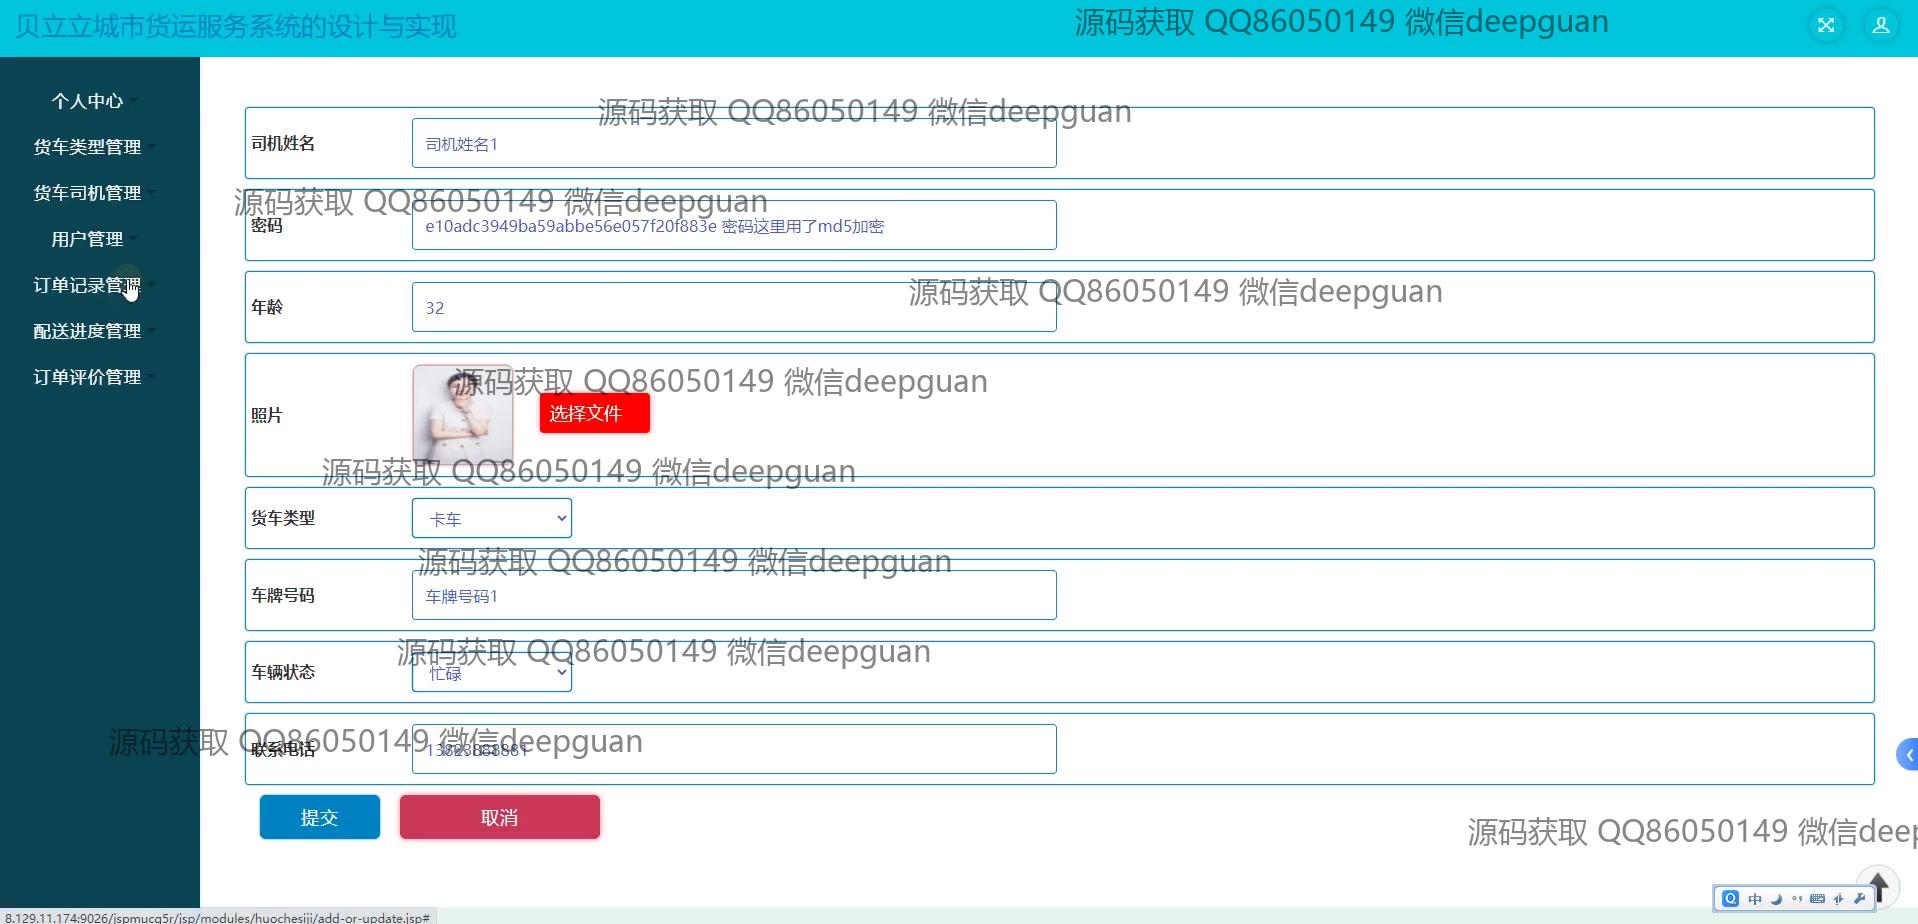 贝立立城市货运服务系统的设计与实现
源码获取 QQ86050149 微信deepguan
个人中心
货车类型管理
货车司机管理
用户管理
订单记录管理
配送进度管理
订单评价管理
源码获取 QQ86050149 微信deepguan
司机姓名
司机姓名1
源码获取 QQ86050149 微信deepguan
密码
e10adc3949ba59abbe56e057f20f883e 密码这里用了md5加密
源码获取 QQ86050149 微信deepguan
年龄
32
源码获取 QQ86050149 微信deepguan
照片
选择文件
源码获取 QQ86050149 微信deepguan
货车类型
卡车
源码获取 QQ86050149 微信deepguan
车牌号码
车牌号码1
源码获取 QQ86050149 微信deepguan
车辆状态
忙碌
源码获取 QQ86050149 微信deepguan
联系电话
13823888881
提交
取消
源码获取 QQ86050149 微信deep
中
8.129.11.174:9026/jspmucg5r/jsp/modules/huochesiji/add-or-update.jsp#